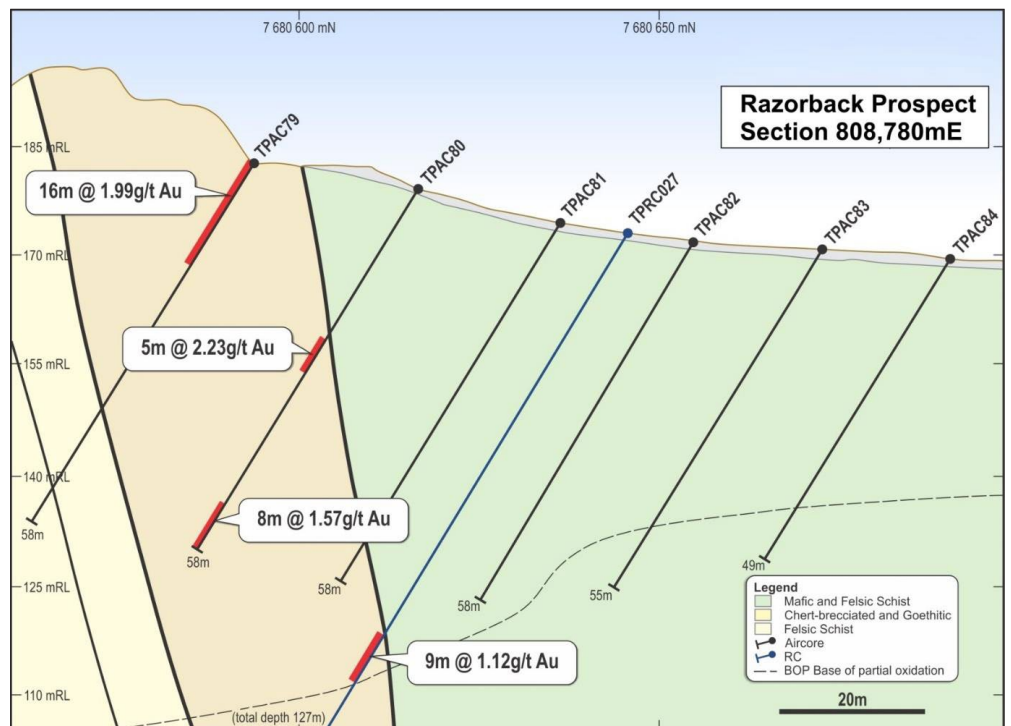 7 680 600 mN
7 680 650 mN
Razorback Prospect
Section 808,780mE
185 mRL
TPAC79
TPAC80
16m @ 1.99g/t Au
TPAC81
TPRC027
TPAC82
TPAC83
TPAC84
170 mRL
5m @ 2.23g/t Au
155 mRL
140 mRL
58m
8m @ 1.57g/t Au
58m
58m
58m
55m
49m
125 mRL
Legend
Mafic and Felsic Schist
Chert-brecciated and Goethitic
Felsic Schist
Aircore
RC
BOP Base of partial oxidation
9m @ 1.12g/t Au
110 mRL
(total depth 127m)
20m